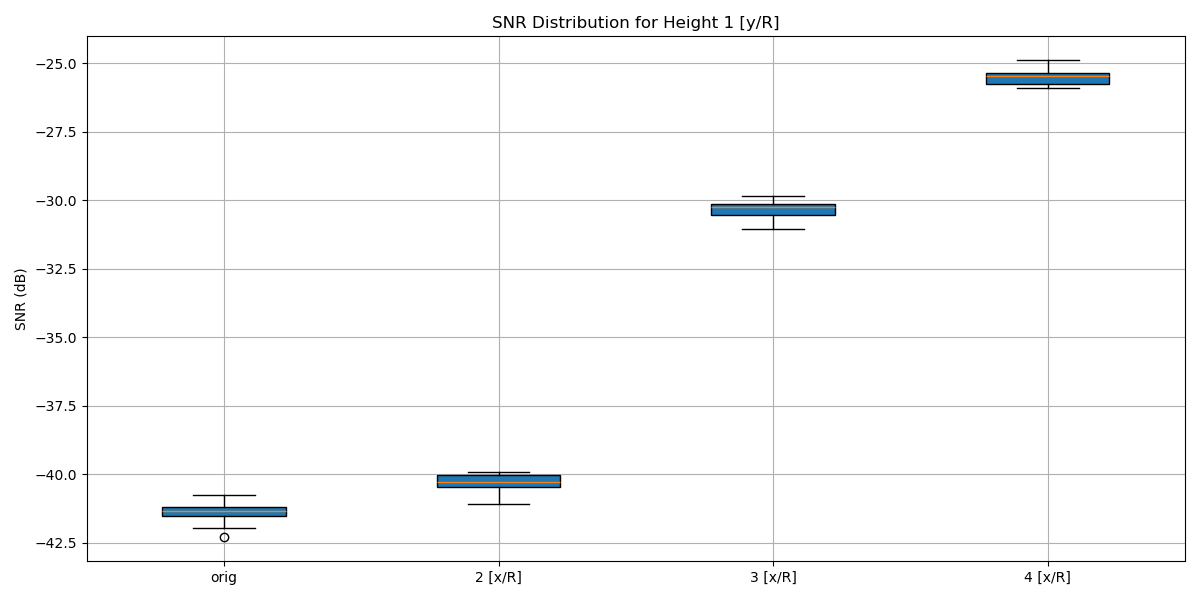 SNR Distribution for Height 1 [y/R]
SNR (dB)
−25.0
−27.5
−30.0
−32.5
−35.0
−37.5
−40.0
−42.5
orig
2 [x/R]
3 [x/R]
4 [x/R]